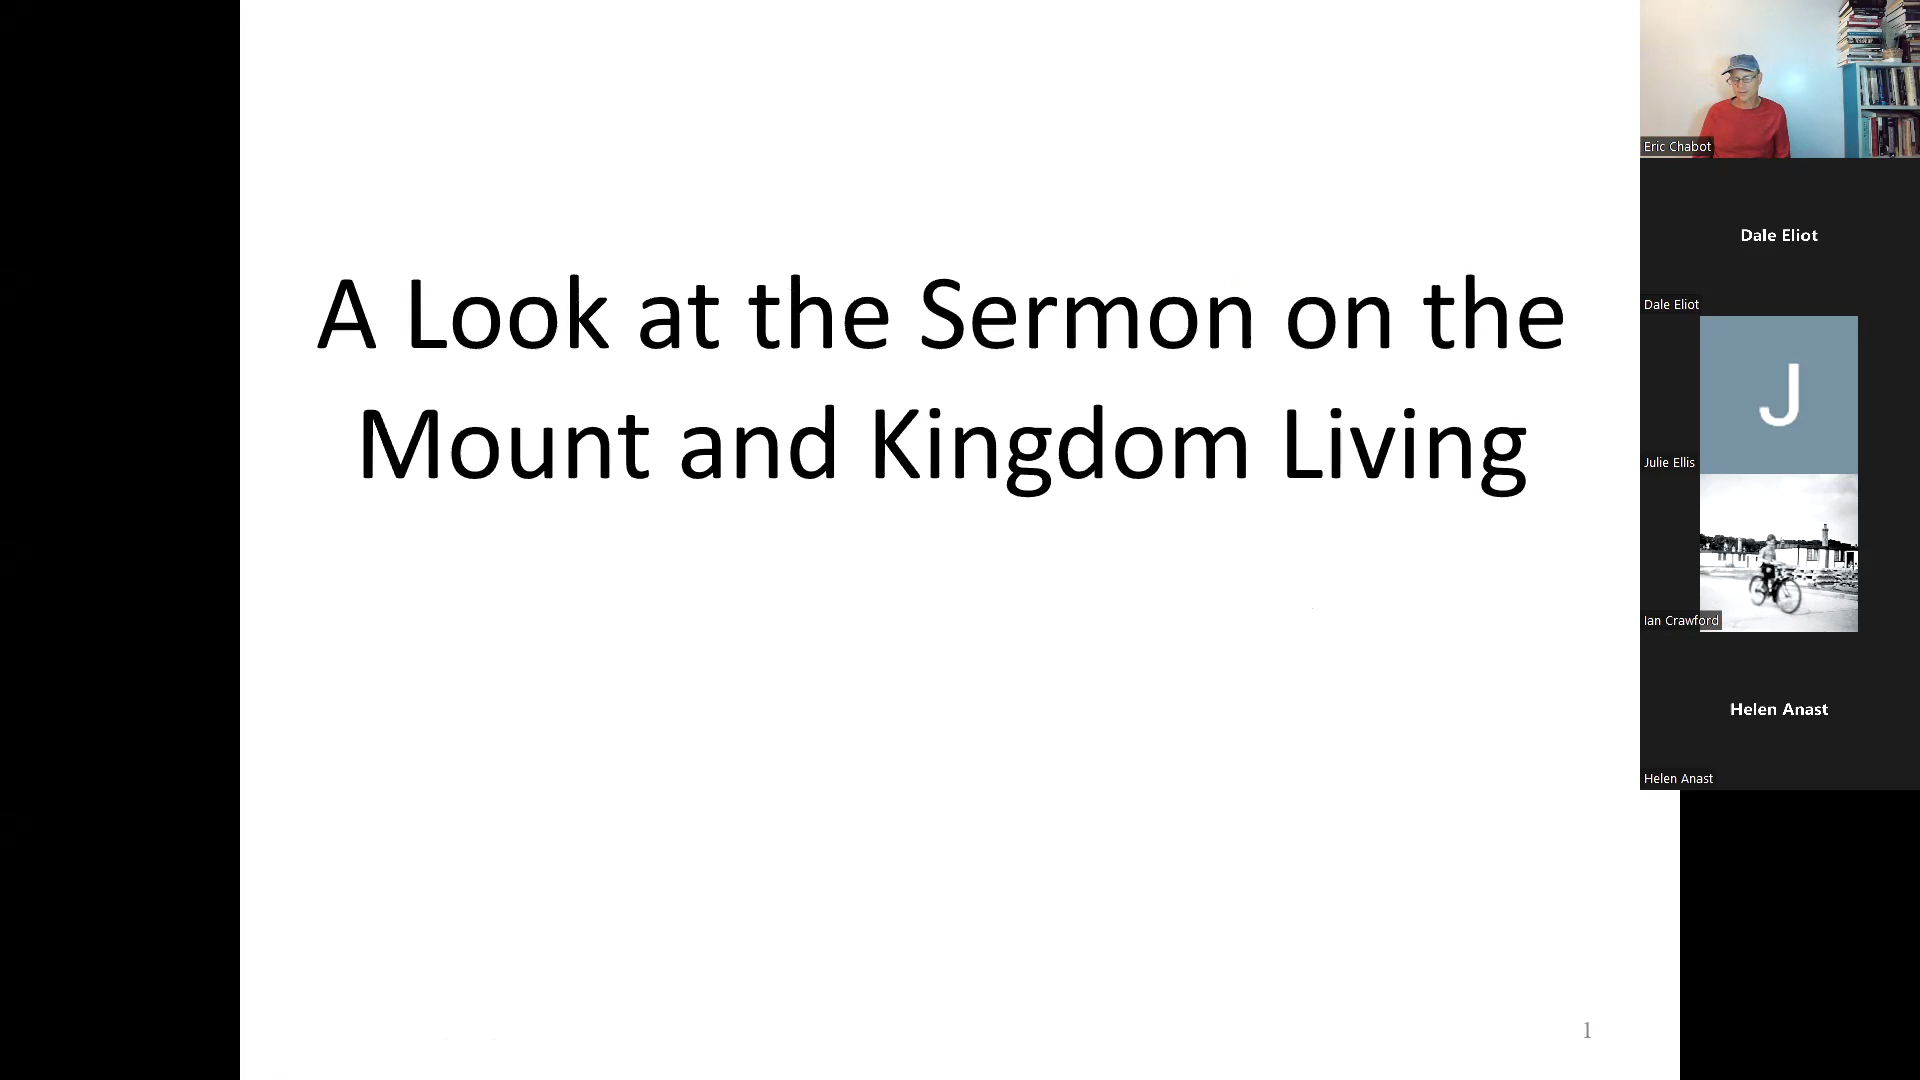 A Look at the Sermon on the
Mount and Kingdom Living
1
Eric Chabot
Dale Eliot
Dale Eliot
J
Julie Ellis
Ian Crawford
Helen Anast
Helen Anast